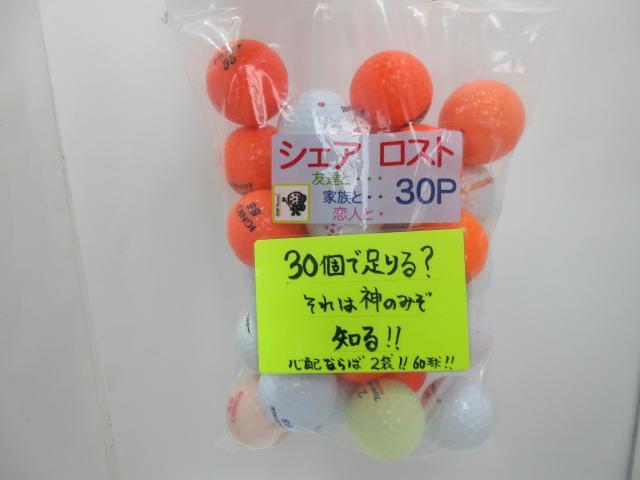 シェア ロスト
友達と・・・
家族と・・
恋人と・
30P
30個で足りる？
それは神のみぞ
知る!!
心配ならば 2袋!! 60球!!